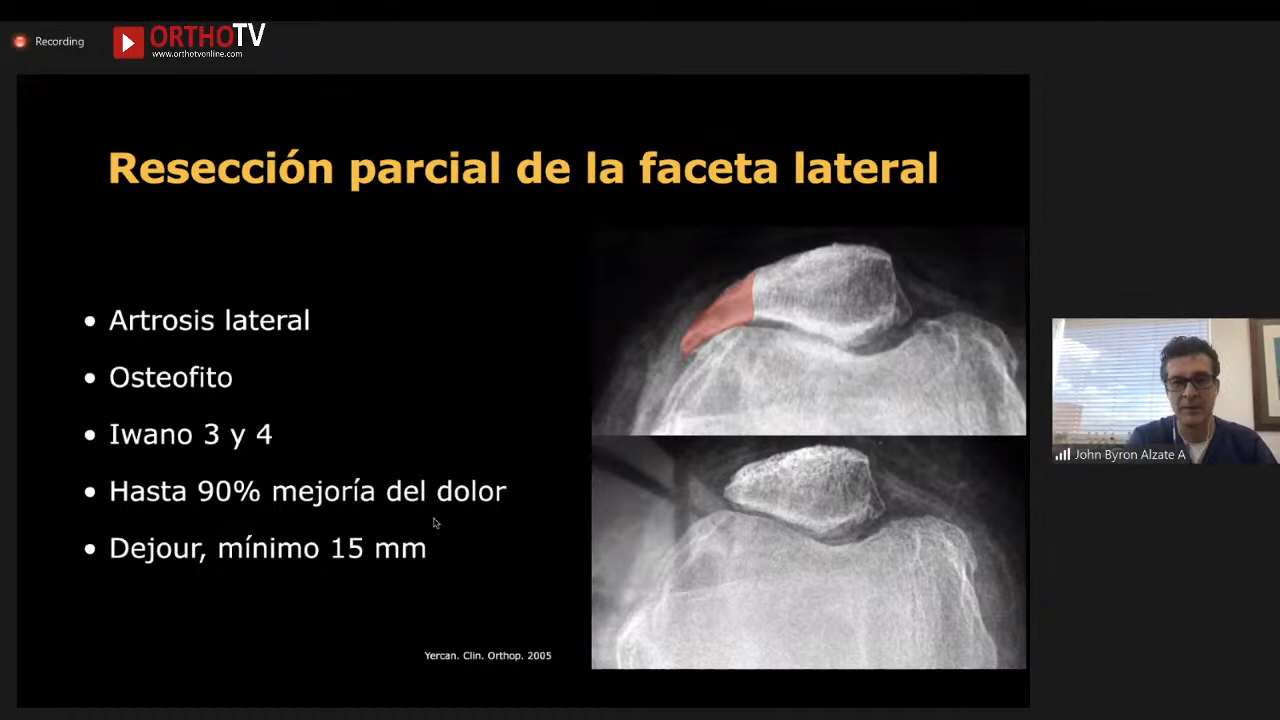 Recording
ORTHOTV
www.orthotvonline.com
Resección parcial de la faceta lateral
• Artrosis lateral
• Osteofito
• Iwano 3 y 4
• Hasta 90% mejoría del dolor
• Dejour, mínimo 15 mm
Yercan. Clin. Orthop. 2005
John Byron Alzate A